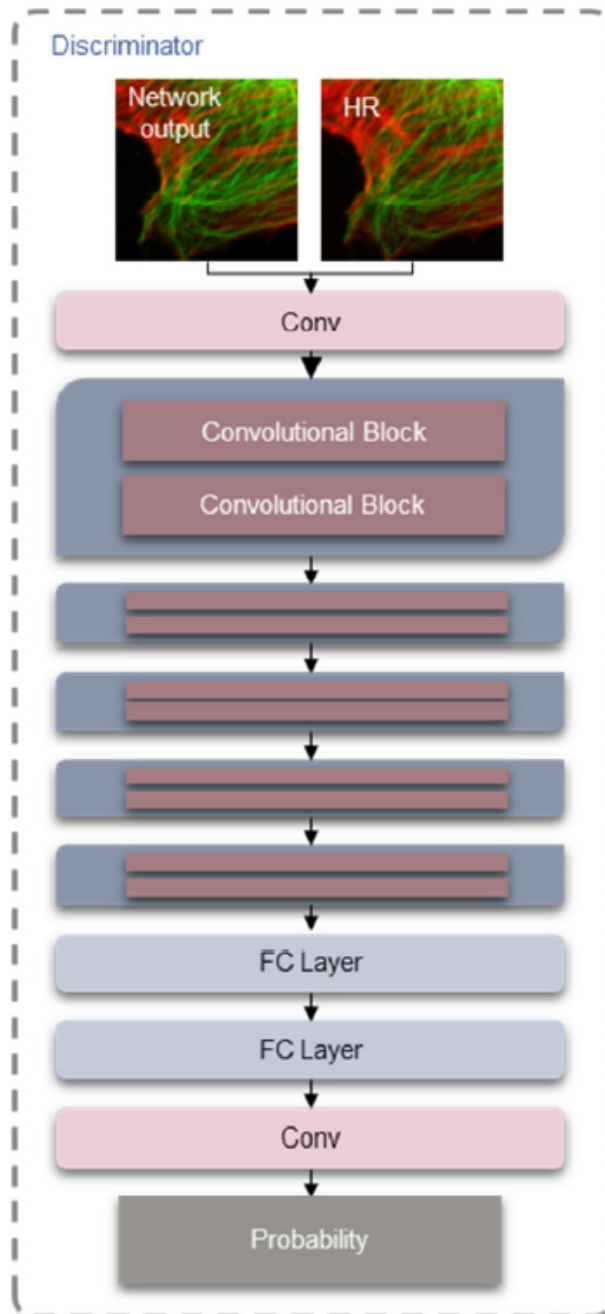 Discriminator
Network
output
HR
Conv
Convolutional Block
Convolutional Block
FC Layer
FC Layer
Conv
Probability